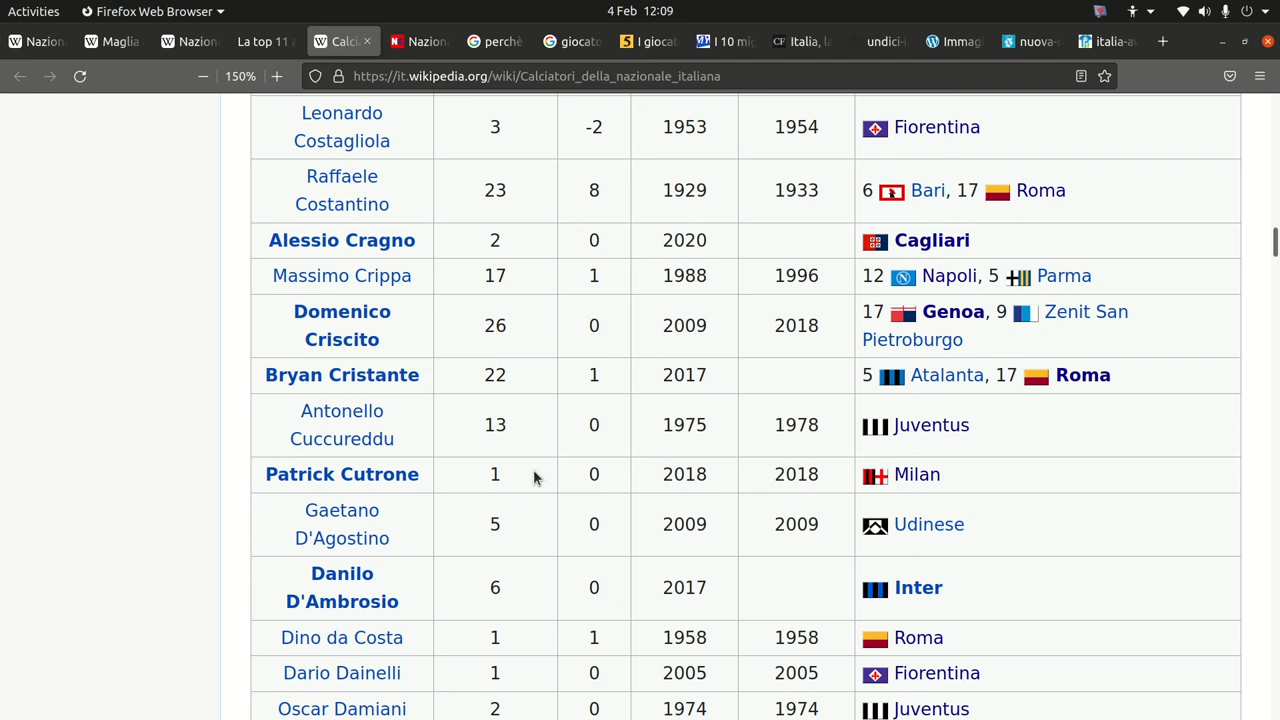 Activities Firefox Web Browser 4 Feb 12:09
Nazion Maglia Nazion La top 11 Calcia Nazion perchè giocato I giocat I 10 mi Italia, l undici-i Immagi nuova-r italia-a
150% https://it.wikipedia.org/wiki/Calciatori_della_nazionale_italiana
Leonardo
Costagliola 3 -2 1953 1954 Fiorentina
Raffaele
Costantino 23 8 1929 1933 6 Bari, 17 Roma
Alessio Cragno 2 0 2020 Cagliari
Massimo Crippa 17 1 1988 1996 12 Napoli, 5 Parma
Domenico
Criscito 26 0 2009 2018 17 Genoa, 9 Zenit San
Pietroburgo
Bryan Cristante 22 1 2017 5 Atalanta, 17 Roma
Antonello
Cuccureddu 13 0 1975 1978 Juventus
Patrick Cutrone 1 0 2018 2018 Milan
Gaetano
D'Agostino 5 0 2009 2009 Udinese
Danilo
D'Ambrosio 6 0 2017 Inter
Dino da Costa 1 1 1958 1958 Roma
Dario Dainelli 1 0 2005 2005 Fiorentina
Oscar Damiani 2 0 1974 1974 Juventus